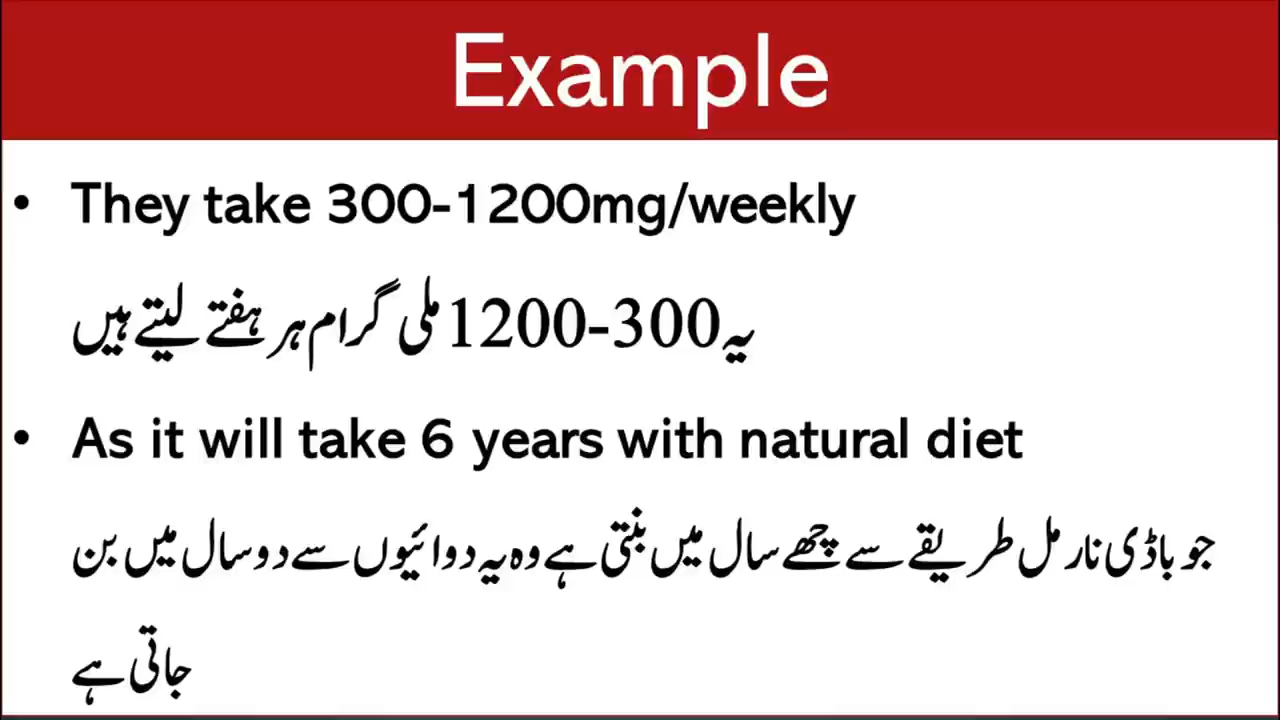 Example
• They take 300-1200mg/weekly
یہ 300-1200 ملی گرام ہر ہفتے لیتے ہیں
• As it will take 6 years with natural diet
جو باڈی نارمل طریقے سے چھے سال میں بنتی ہے وہ یہ دوائیوں سے دو سال میں بن
جاتی ہے